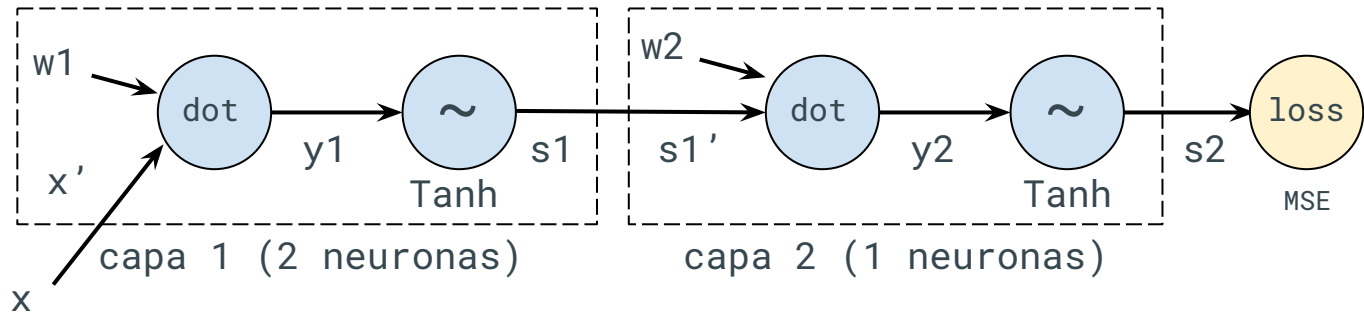 w1
dot
~
w2
dot
~
loss
y1
s1
s1’
y2
s2
x’
Tanh
Tanh
MSE
capa 1 (2 neuronas)
capa 2 (1 neuronas)
x